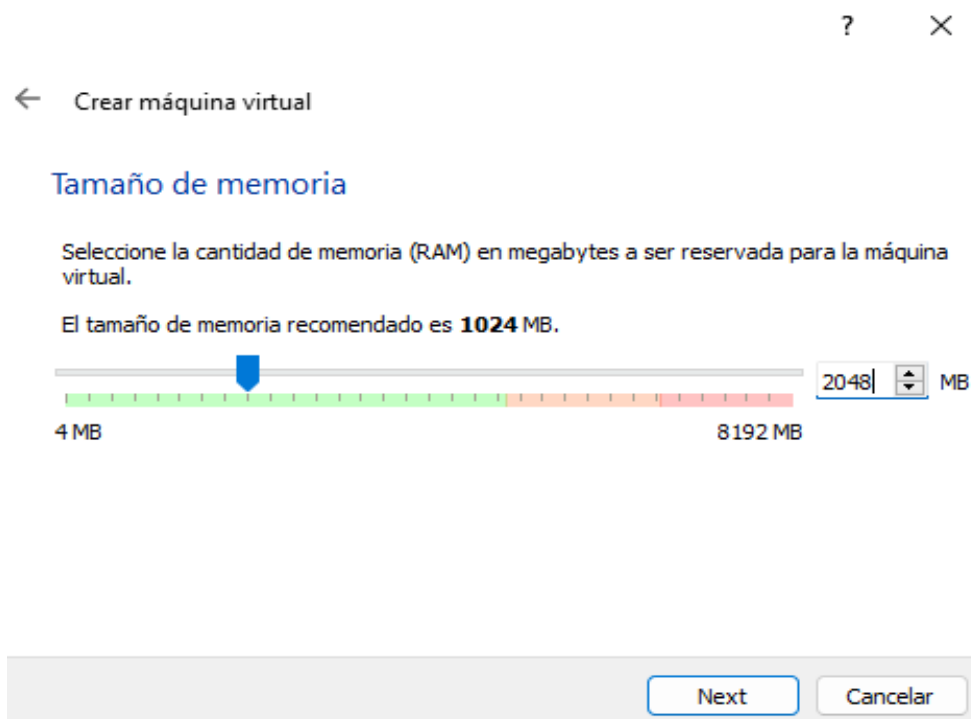 ?
Crear máquina virtual
Tamaño de memoria
Seleccione la cantidad de memoria (RAM) en megabytes a ser reservada para la máquina
virtual.
El tamaño de memoria recomendado es 1024 MB.
2048 MB
4 MB 8192 MB
Next Cancelar